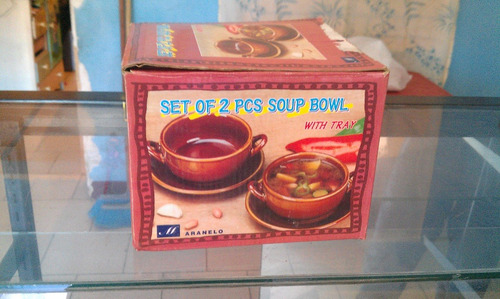 SET OF 2 PCS SOUP BOWL
WITH TRAY
M ARANELO